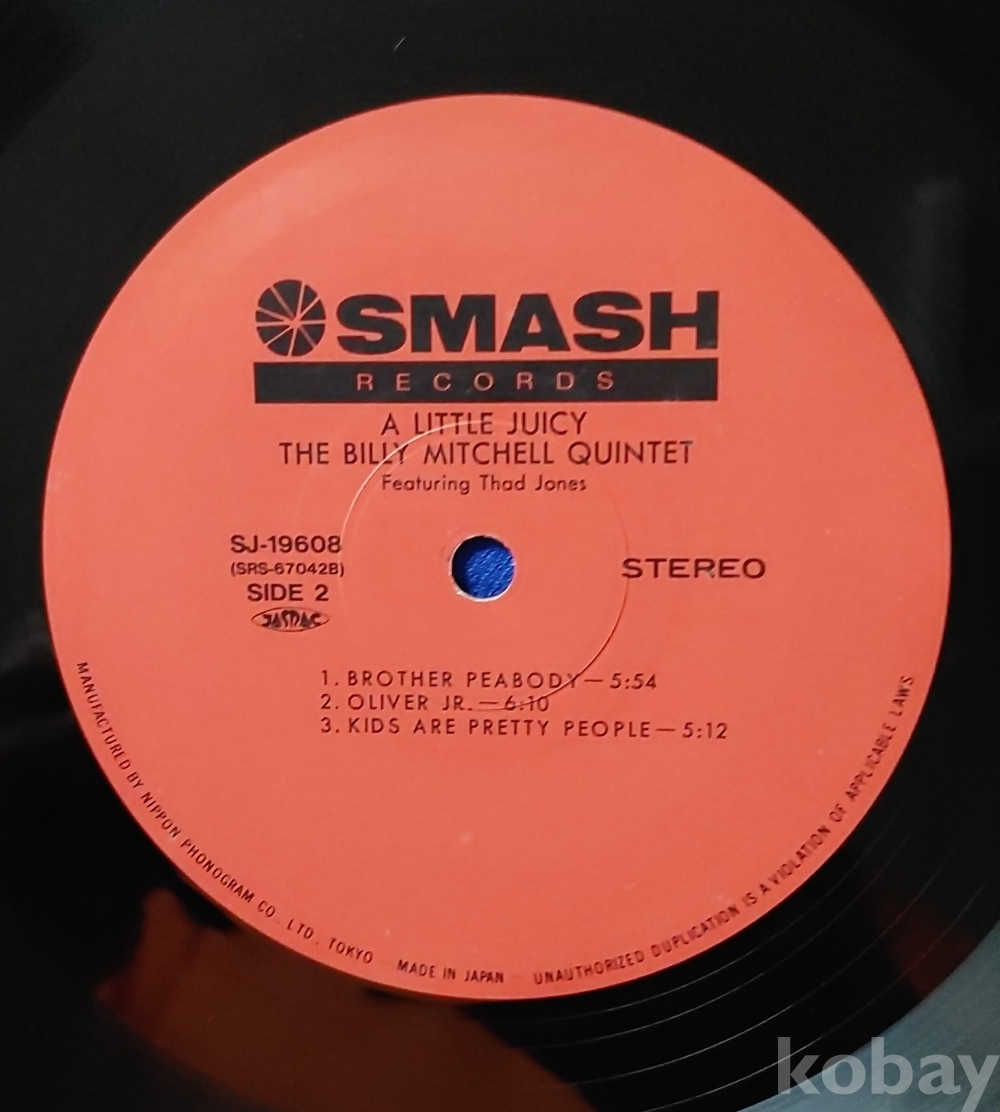 SMASH
RECORDS
A LITTLE JUICY
THE BILLY MITCHELL QUINTET
Featuring Thad Jones
SJ-19608
(SRS-67042B)
SIDE 2
JASRAC
STEREO
1. BROTHER PEABODY—5:54
2. OLIVER JR.—6:10
3. KIDS ARE PRETTY PEOPLE—5:12
MANUFACTURED BY NIPPON PHONOGRAM CO., LTD., TOKYO MADE IN JAPAN UNAUTHORIZED DUPLICATION IS A VIOLATION OF APPLICABLE LAWS
kobay